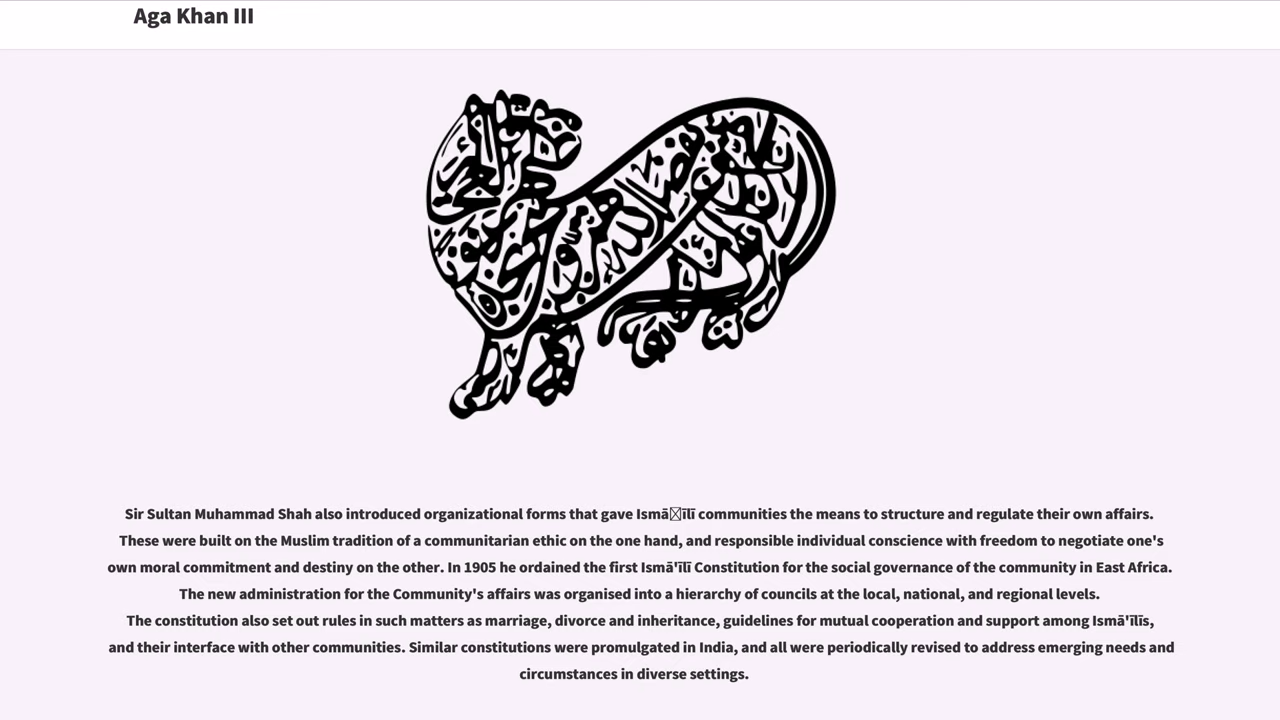 Aga Khan III
Sir Sultan Muhammad Shah also introduced organizational forms that gave Ismā□īlī communities the means to structure and regulate their own affairs.
These were built on the Muslim tradition of a communitarian ethic on the one hand, and responsible individual conscience with freedom to negotiate one's
own moral commitment and destiny on the other. In 1905 he ordained the first Ismā'īlī Constitution for the social governance of the community in East Africa.
The new administration for the Community's affairs was organised into a hierarchy of councils at the local, national, and regional levels.
The constitution also set out rules in such matters as marriage, divorce and inheritance, guidelines for mutual cooperation and support among Ismā'īlīs,
and their interface with other communities. Similar constitutions were promulgated in India, and all were periodically revised to address emerging needs and
circumstances in diverse settings.